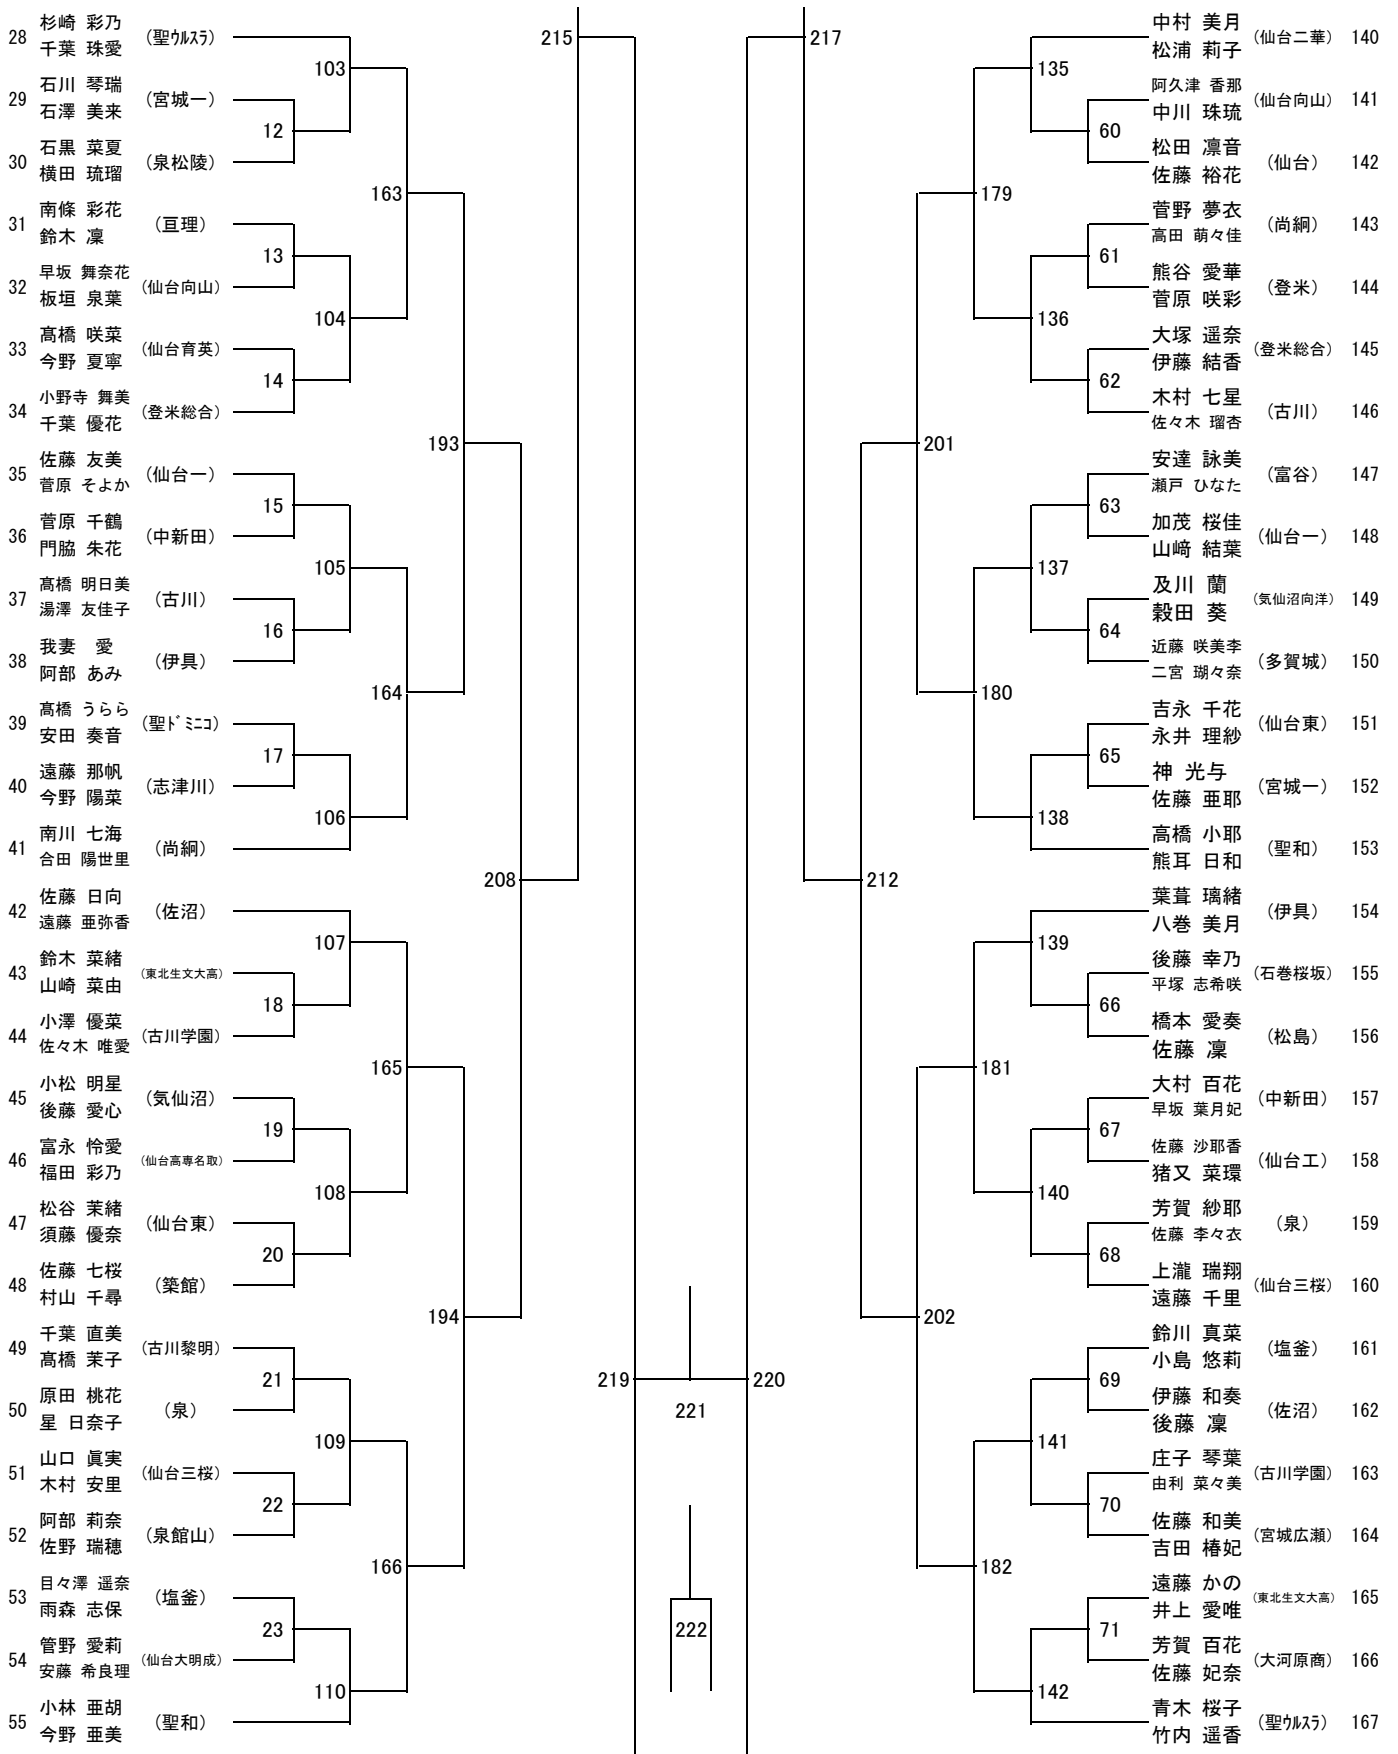 28 杉崎 彩乃 (聖ｳﾙｽﾗ)
千葉 珠愛
29 石川 琴瑞 (宮城一)
石澤 美来
30 石黒 菜夏 (泉松陵)
横田 琉瑠
31 南條 彩花 (亘理)
鈴木 凜
32 早坂 舞奈花 (仙台向山)
板垣 泉葉
33 髙橋 咲菜 (仙台育英)
今野 夏寧
34 小野寺 舞美 (登米総合)
千葉 優花
35 佐藤 友美 (仙台一)
菅原 そよか
36 菅原 千鶴 (中新田)
門脇 朱花
37 髙橋 明日美 (古川)
湯澤 友佳子
38 我妻 愛 (伊具)
阿部 あみ
39 髙橋 うらら (聖ﾄﾞﾐﾆｺ)
安田 奏音
40 遠藤 那帆 (志津川)
今野 陽菜
41 南川 七海 (尚絅)
合田 陽世里
42 佐藤 日向 (佐沼)
遠藤 亜弥香
43 鈴木 菜緒 (東北生文大高)
山崎 菜由
44 小澤 優菜 (古川学園)
佐々木 唯愛
45 小松 明星 (気仙沼)
後藤 愛心
46 富永 怜愛 (仙台高専名取)
福田 彩乃
47 松谷 茉緒 (仙台東)
須藤 優奈
48 佐藤 七桜 (築館)
村山 千尋
49 千葉 直美 (古川黎明)
髙橋 茉子
50 原田 桃花 (泉)
星 日奈子
51 山口 眞実 (仙台三桜)
木村 安里
52 阿部 莉奈 (泉館山)
佐野 瑞穂
53 目々澤 遥奈 (塩釜)
雨森 志保
54 管野 愛莉 (仙台大明成)
安藤 希良理
55 小林 亜胡 (聖和)
今野 亜美
12
13
14
15
16
17
18
19
20
21
22
23
103
104
105
106
107
108
109
110
163
164
165
166
193
194
208
215
219
221
222
220
217
212
201
202
179
180
181
182
135
136
137
138
139
140
141
142
60
61
62
63
64
65
66
67
68
69
70
71
中村 美月 (仙台二華) 140
松浦 莉子
阿久津 香那 (仙台向山) 141
中川 珠琉
松田 凛音 (仙台) 142
佐藤 裕花
菅野 夢衣 (尚絅) 143
高田 萌々佳
熊谷 愛華 (登米) 144
菅原 咲彩
大塚 遥奈 (登米総合) 145
伊藤 結香
木村 七星 (古川) 146
佐々木 瑠杏
安達 詠美 (富谷) 147
瀬戸 ひなた
加茂 桜佳 (仙台一) 148
山﨑 結葉
及川 蘭 (気仙沼向洋) 149
穀田 葵
近藤 咲美李 (多賀城) 150
二宮 瑚々奈
吉永 千花 (仙台東) 151
永井 理紗
神 光与 (宮城一) 152
佐藤 亜耶
高橋 小耶 (聖和) 153
熊耳 日和
葉葺 璃緒 (伊具) 154
八巻 美月
後藤 幸乃 (石巻桜坂) 155
平塚 志希咲
橋本 愛奏 (松島) 156
佐藤 凜
大村 百花 (中新田) 157
早坂 葉月妃
佐藤 沙耶香 (仙台工) 158
猪又 菜環
芳賀 紗耶 (泉) 159
佐藤 李々衣
上瀧 瑞翔 (仙台三桜) 160
遠藤 千里
鈴川 真菜 (塩釜) 161
小島 悠莉
伊藤 和奏 (佐沼) 162
後藤 凜
庄子 琴葉 (古川学園) 163
由利 菜々美
佐藤 和美 (宮城広瀬) 164
吉田 椿妃
遠藤 かの (東北生文大高) 165
井上 愛唯
芳賀 百花 (大河原商) 166
佐藤 妃奈
青木 桜子 (聖ｳﾙｽﾗ) 167
竹内 遥香